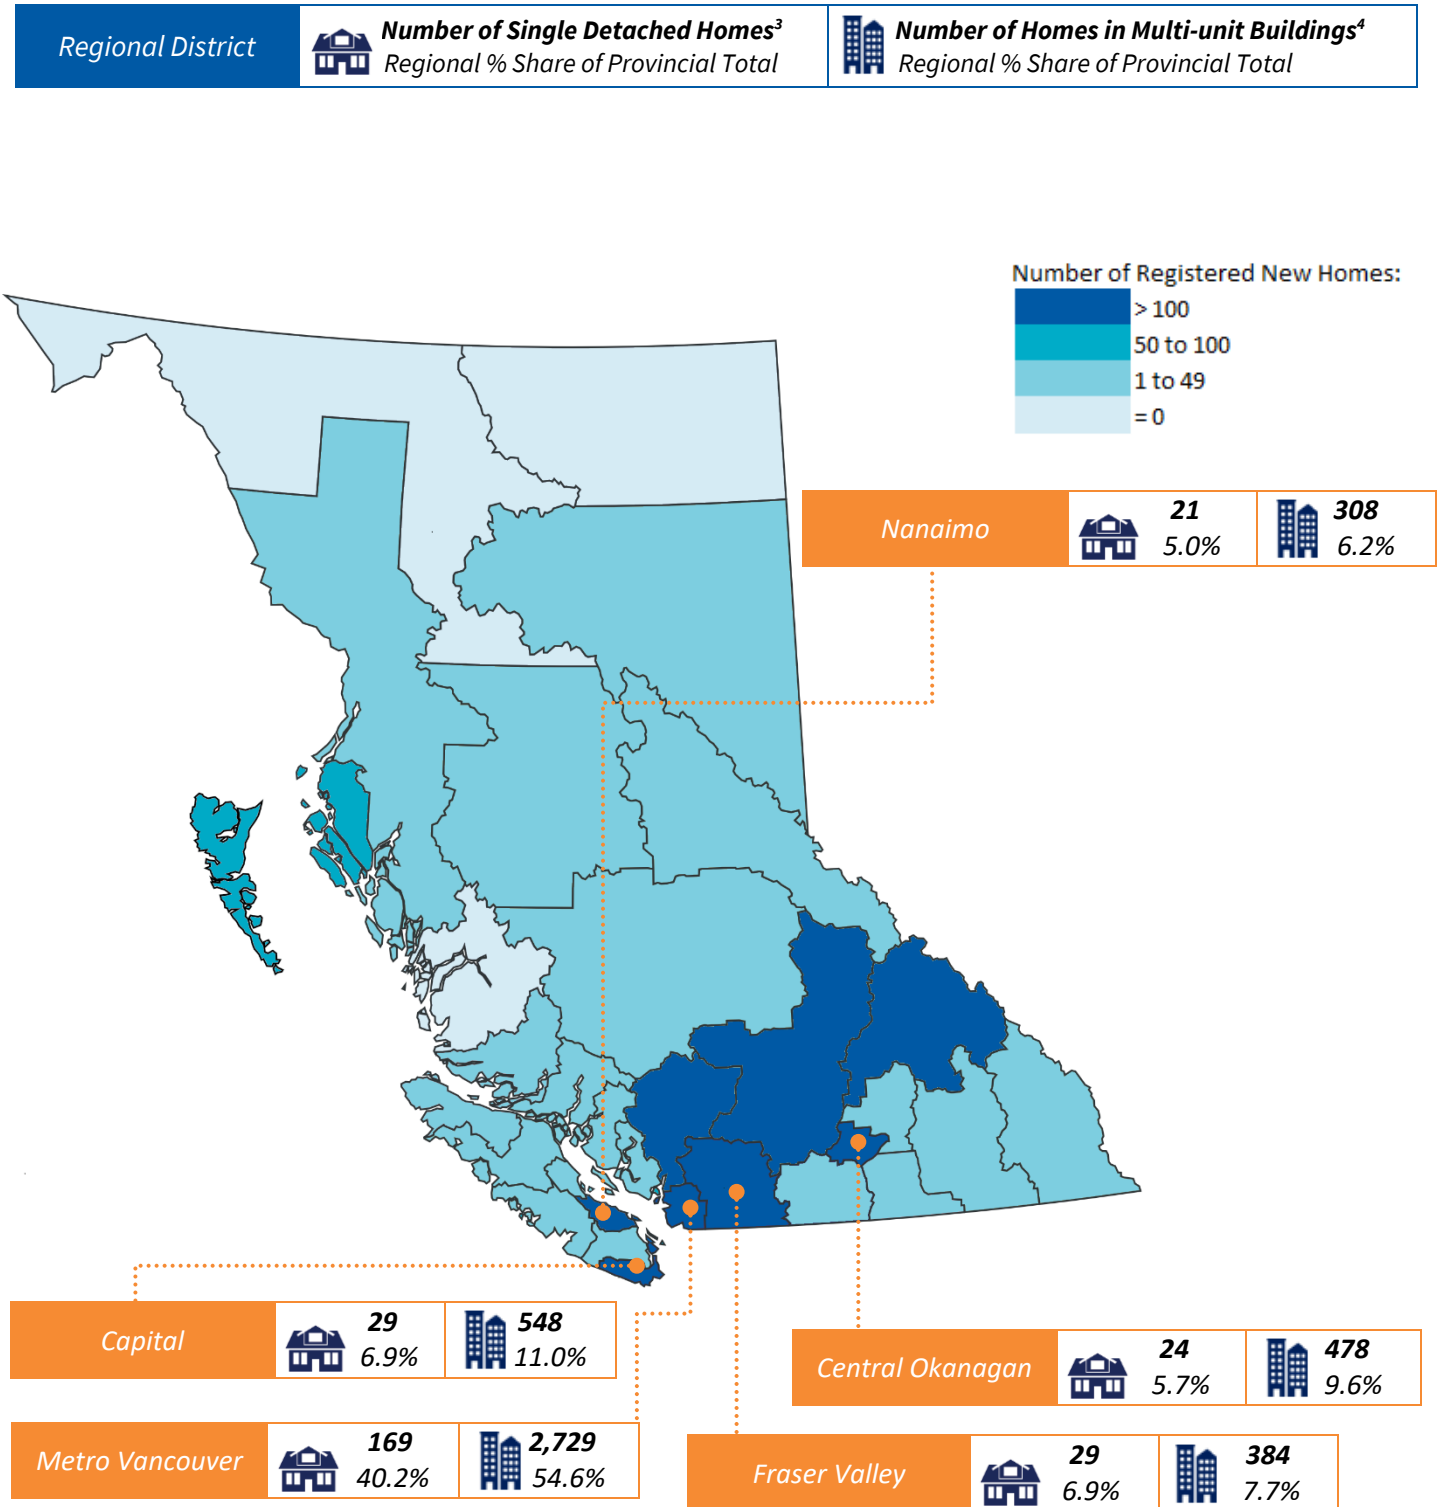 Regional District
Number of Single Detached Homes³
Regional % Share of Provincial Total
Number of Homes in Multi-unit Buildings⁴
Regional % Share of Provincial Total
Number of Registered New Homes:
> 100
50 to 100
1 to 49
= 0
Nanaimo
21
5.0%
308
6.2%
Capital
29
6.9%
548
11.0%
Central Okanagan
24
5.7%
478
9.6%
Metro Vancouver
169
40.2%
2,729
54.6%
Fraser Valley
29
6.9%
384
7.7%